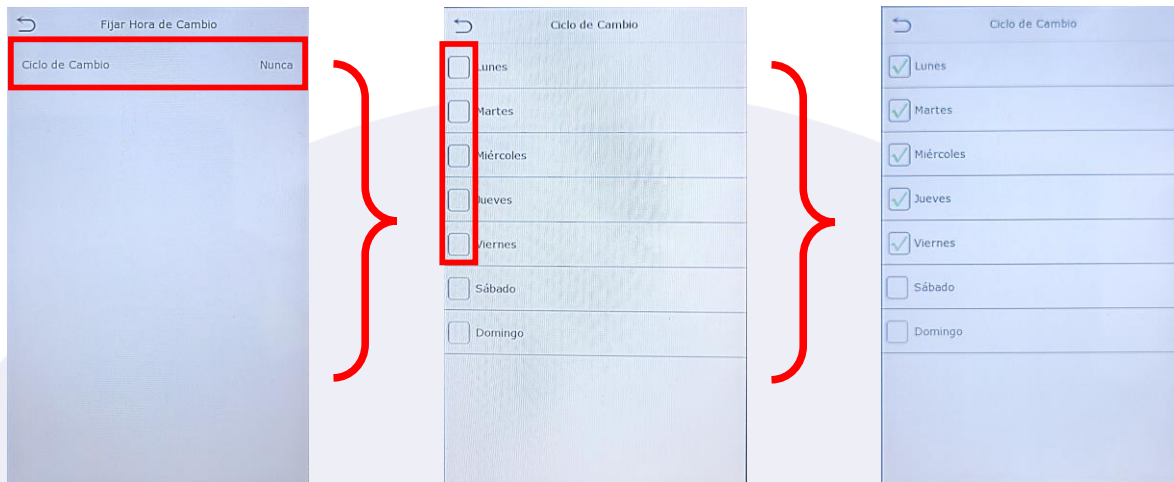 Fijar Hora de Cambio
Ciclo de Cambio Nunca
Ciclo de Cambio
Lunes
Martes
Miércoles
Jueves
Viernes
Sábado
Domingo
Ciclo de Cambio
Lunes
Martes
Miércoles
Jueves
Viernes
Sábado
Domingo